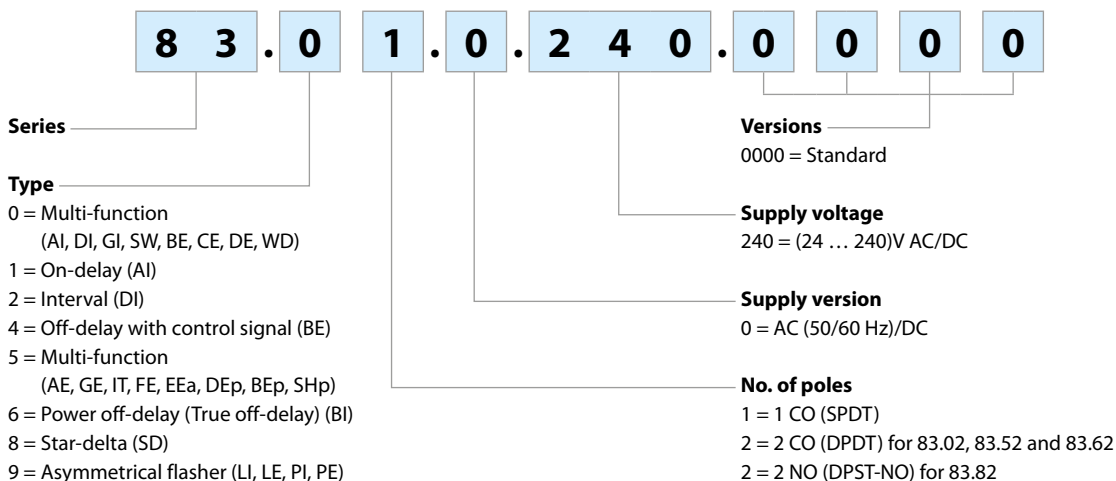 8 3 . 0 1 . 0 . 2 4 0 . 0 0 0 0
Series
Type
0 = Multi-function
(AI, DI, GI, SW, BE, CE, DE, WD)
1 = On-delay (AI)
2 = Interval (DI)
4 = Off-delay with control signal (BE)
5 = Multi-function
(AE, GE, IT, FE, EEa, DEp, BEp, SHp)
6 = Power off-delay (True off-delay) (BI)
8 = Star-delta (SD)
9 = Asymmetrical flasher (LI, LE, PI, PE)
Versions
0000 = Standard
Supply voltage
240 = (24 … 240)V AC/DC
Supply version
0 = AC (50/60 Hz)/DC
No. of poles
1 = 1 CO (SPDT)
2 = 2 CO (DPDT) for 83.02, 83.52 and 83.62
2 = 2 NO (DPST-NO) for 83.82